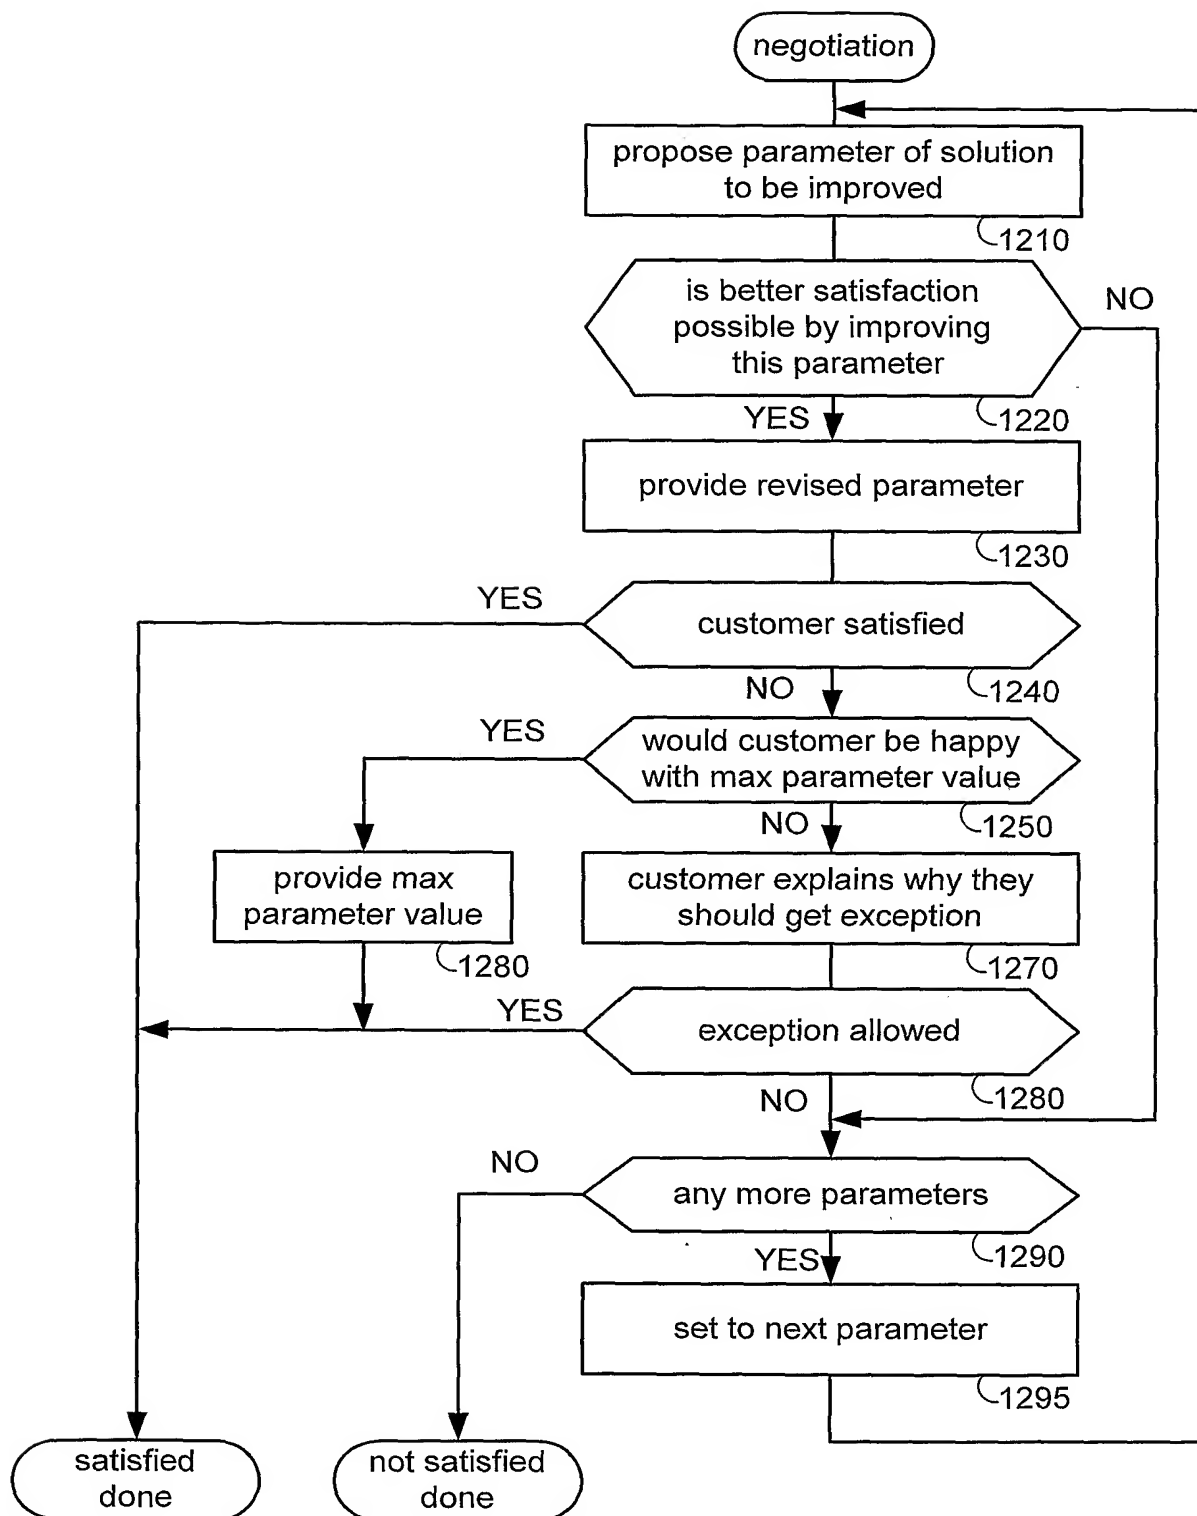 negotiation
propose parameter of solution
to be improved
1210
is better satisfaction
possible by improving
this parameter
NO
1220
YES
provide revised parameter
1230
YES
customer satisfied
1240
NO
YES
would customer be happy
with max parameter value
1250
NO
provide max
parameter value
1280
customer explains why they
should get exception
1270
YES
exception allowed
1280
NO
NO
any more parameters
1290
YES
set to next parameter
1295
satisfied
done
not satisfied
done